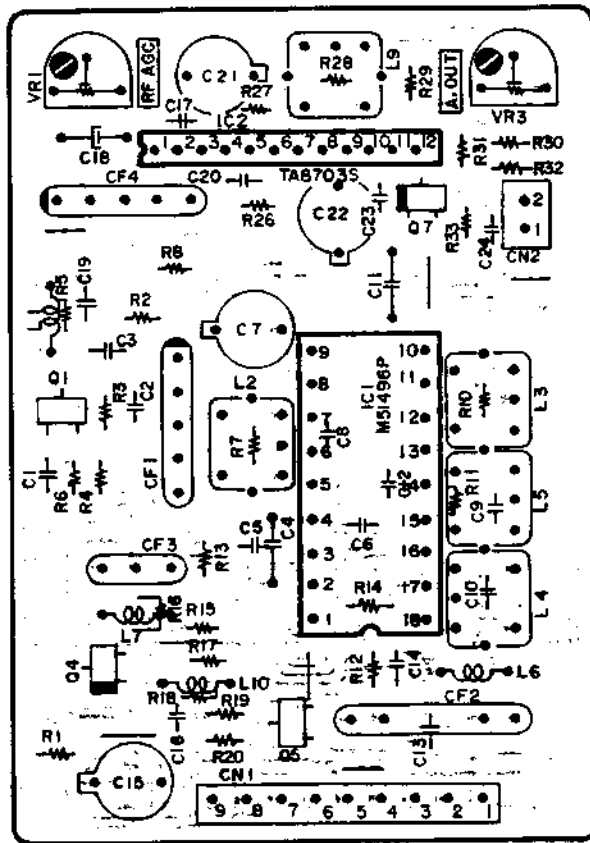 VR1
RF AGC
C21
R27
R28
L9
R29
A.OUT
VR3
C17
IC2
C18
1 2 3 4 5 6 7 8 9 10 11 12
R31
R30
R32
CF4
C20
TA8703S
R26
C22
C23
Q7
R33
C24
2
1
CN2
R8
C19
R5
L1
R2
C11
C3
C7
Q1
R3
C2
L2
R7
CF1
C1
R6
R4
9
8
7
6
5
4
3
2
1
IC1
M51496P
10
11
12
13
14
15
16
17
18
C8
C12
C6
R14
R10
L3
R11
C9
L5
C10
L4
C5
C4
R13
CF3
R16
L7
R15
R17
Q4
R18
L10
R19
C16
R20
Q5
R12
C14
L6
CF2
C13
R1
C15
CN1
9 8 7 6 5 4 3 2 1